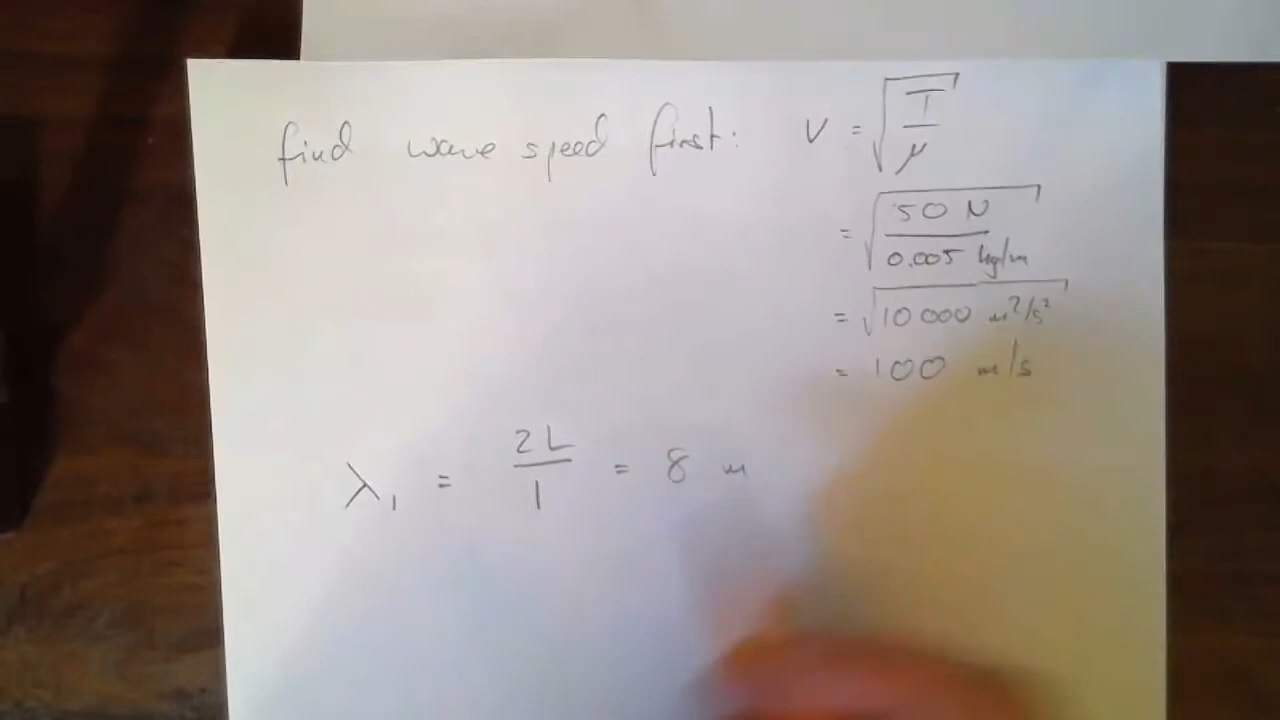 find wave speed first: V = √(T/μ)
= √(50 N/0.005 kg/m)
= √(10 000 m²/s²)
= 100 m/s
λ₁ = 2L/1 = 8 m